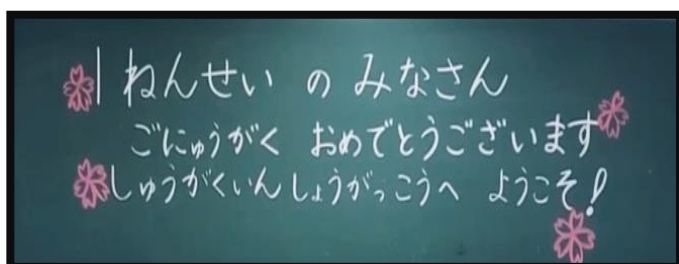 1ねんせい の みなさん
ごにゅうがく おめでとうございます
しゅうがくいんしょうがっこうへ ようこそ!